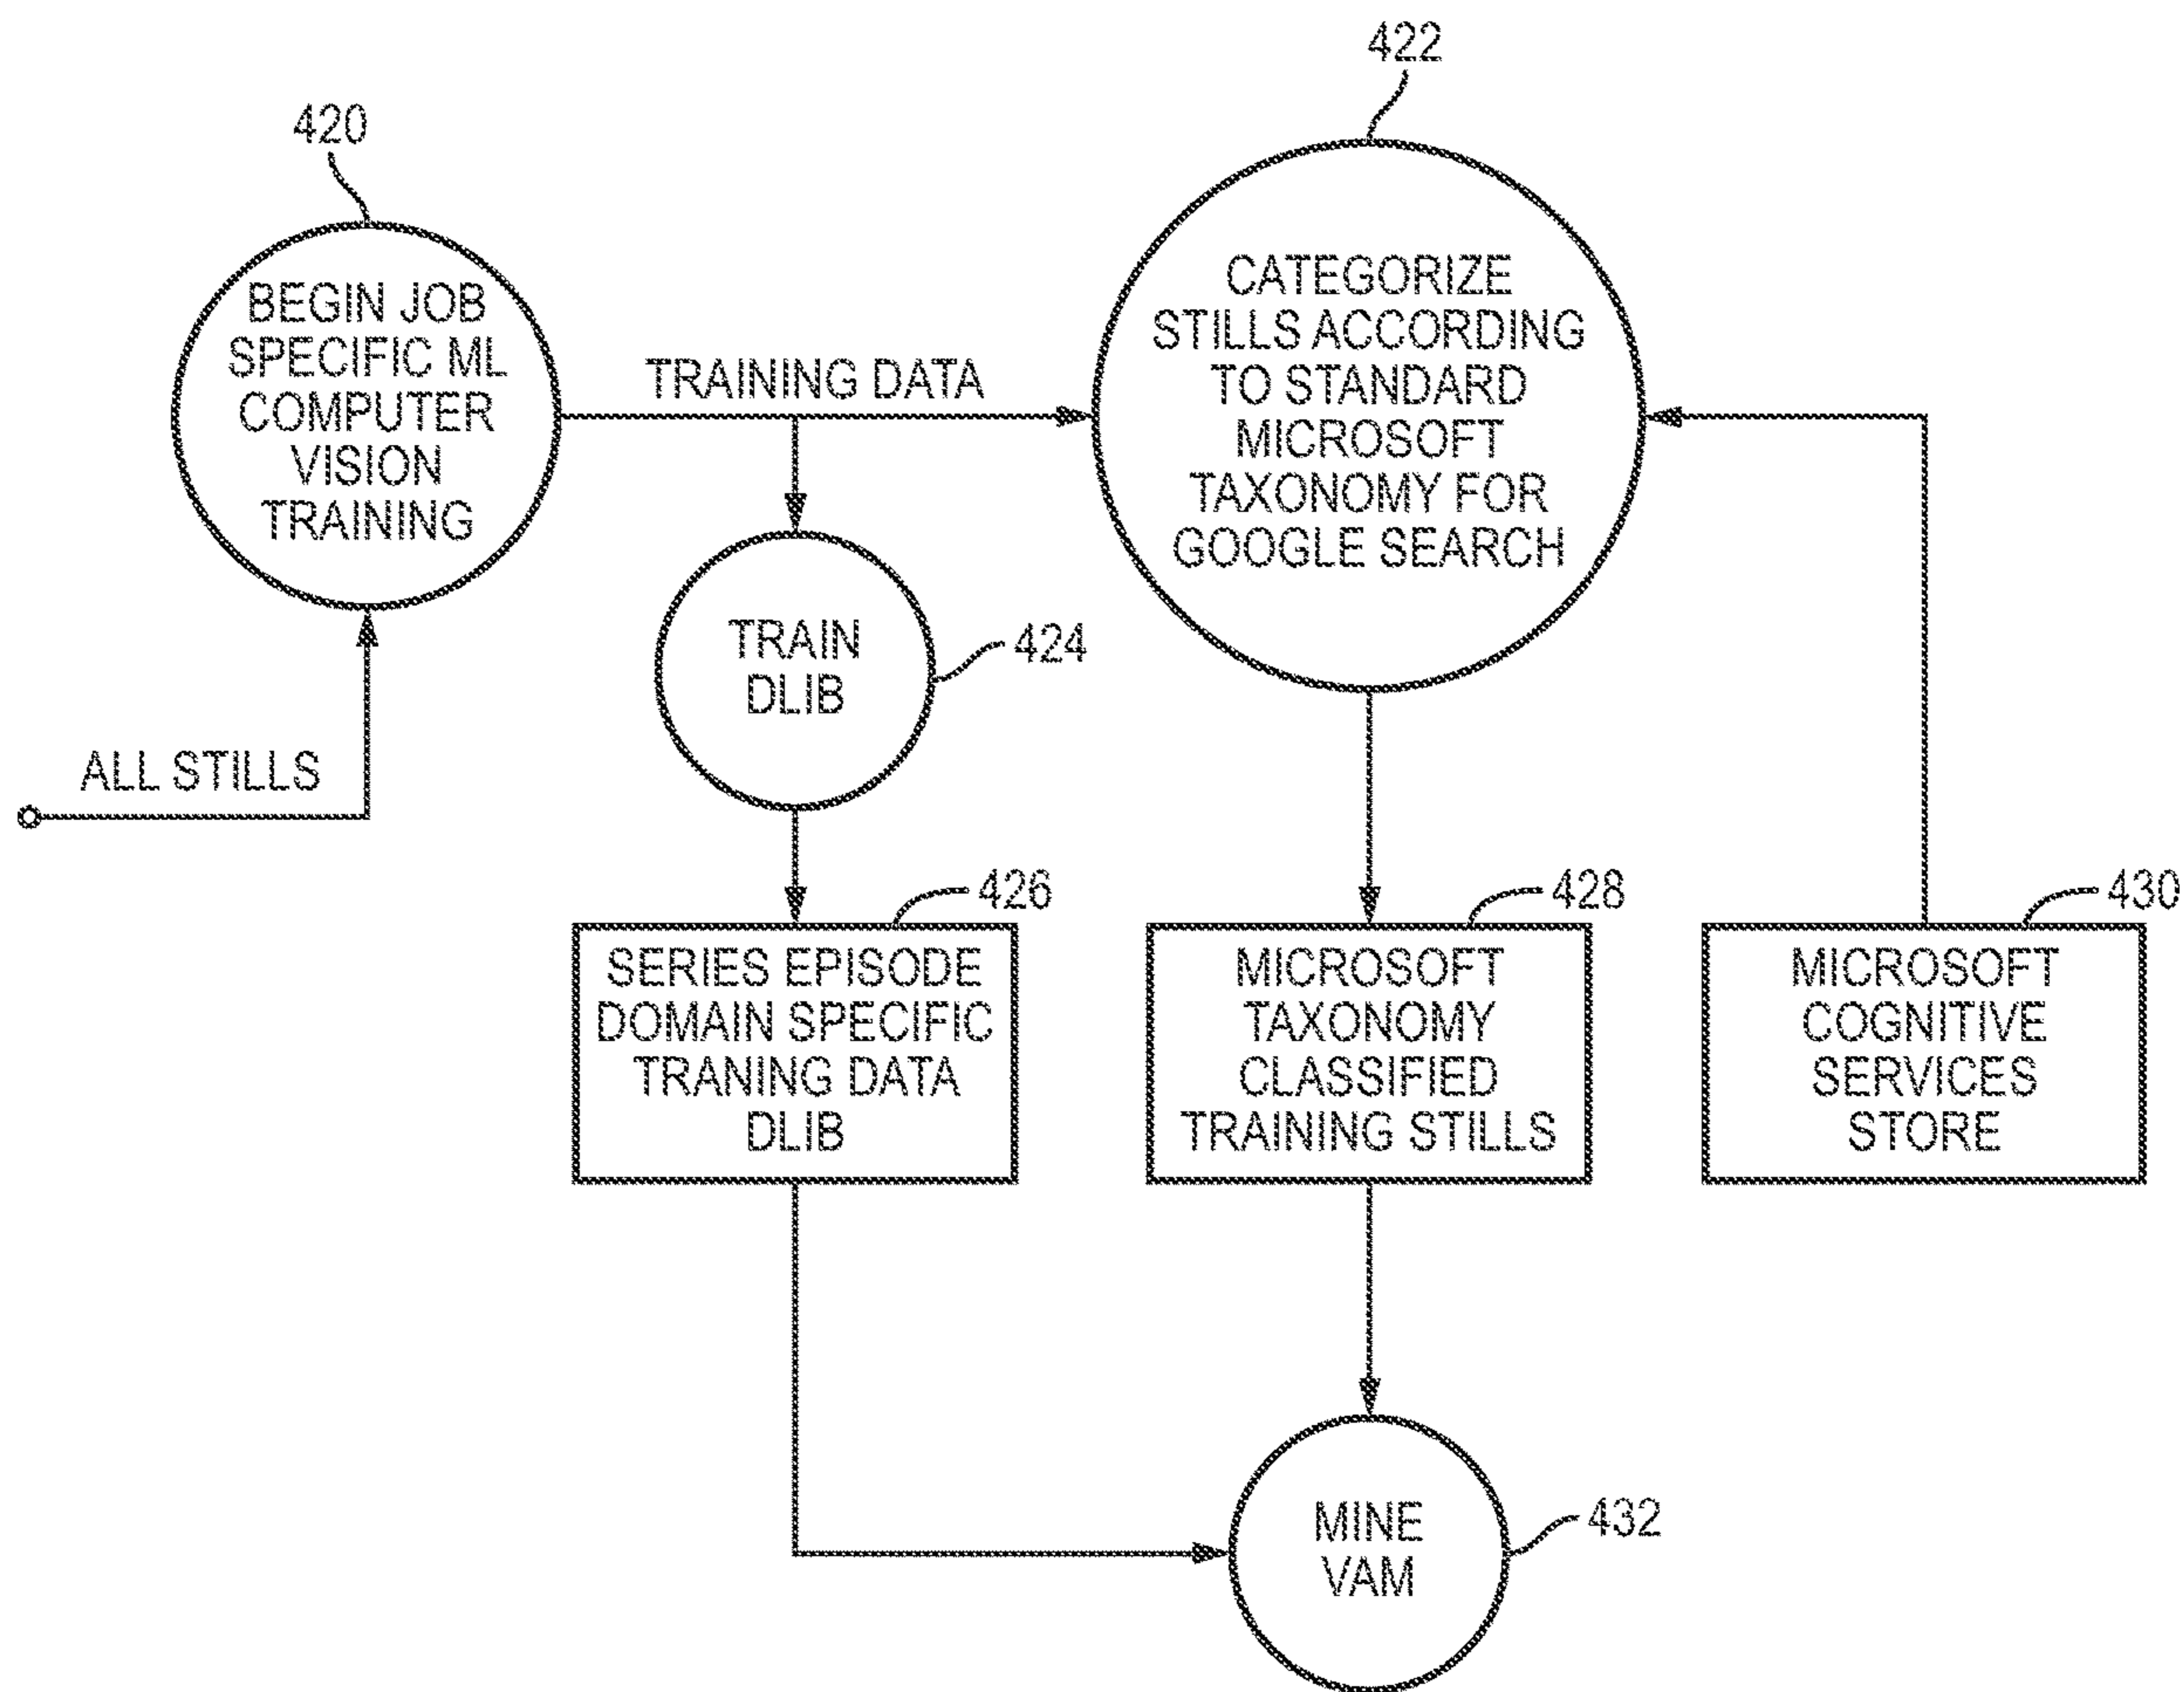 422
420
CATEGORIZE
STILLS ACCORDING
TO STANDARD
MICROSOFT
TAXONOMY FOR
GOOGLE SEARCH
BEGIN JOB
SPECIFIC ML
COMPUTER
VISION
TRAINING
TRAINING DATA
TRAIN
DLIB
424
ALL STILLS
426
428
430
SERIES EPISODE
DOMAIN SPECIFIC
TRANING DATA
DLIB
MICROSOFT
TAXONOMY
CLASSIFIED
TRAINING STILLS
MICROSOFT
COGNITIVE
SERVICES
STORE
MINE
VAM
432